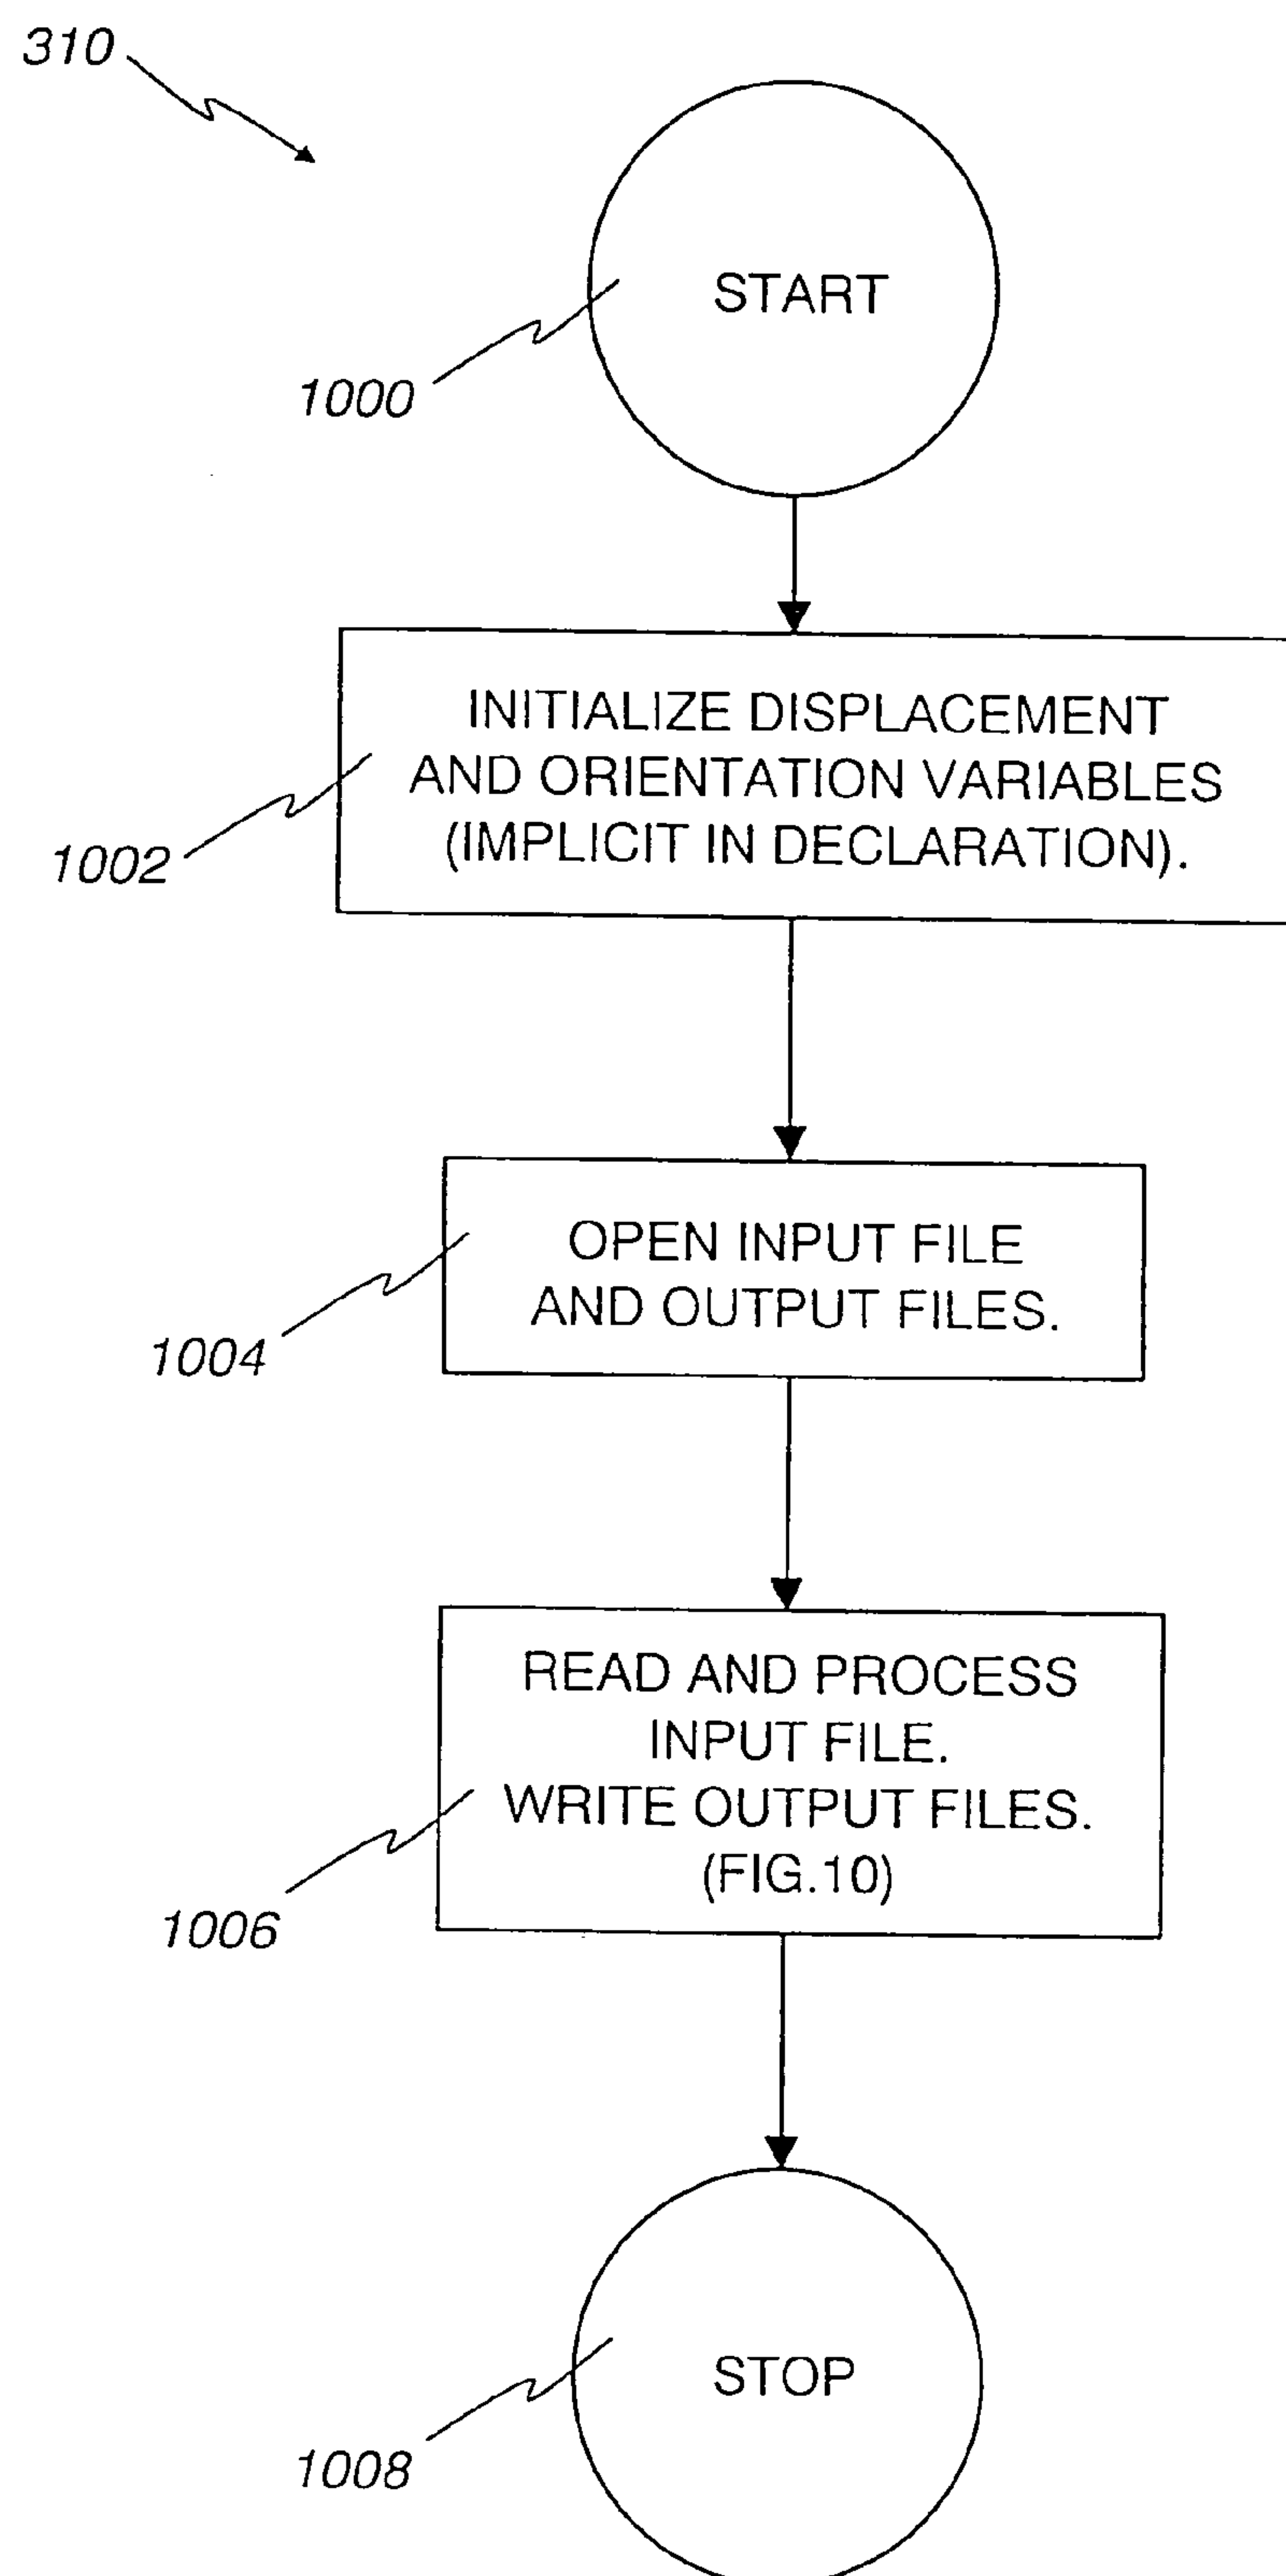 310
START
1000
INITIALIZE DISPLACEMENT
AND ORIENTATION VARIABLES
(IMPLICIT IN DECLARATION).
1002
OPEN INPUT FILE
AND OUTPUT FILES.
1004
READ AND PROCESS
INPUT FILE.
WRITE OUTPUT FILES.
(FIG.10)
1006
STOP
1008